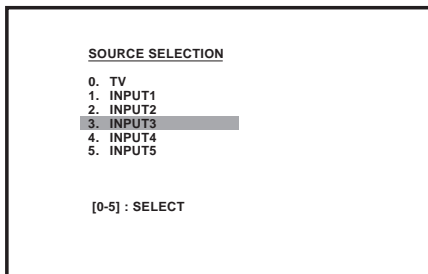 SOURCE SELECTION
0. TV
1. INPUT1
2. INPUT2
3. INPUT3
4. INPUT4
5. INPUT5
[0-5] : SELECT